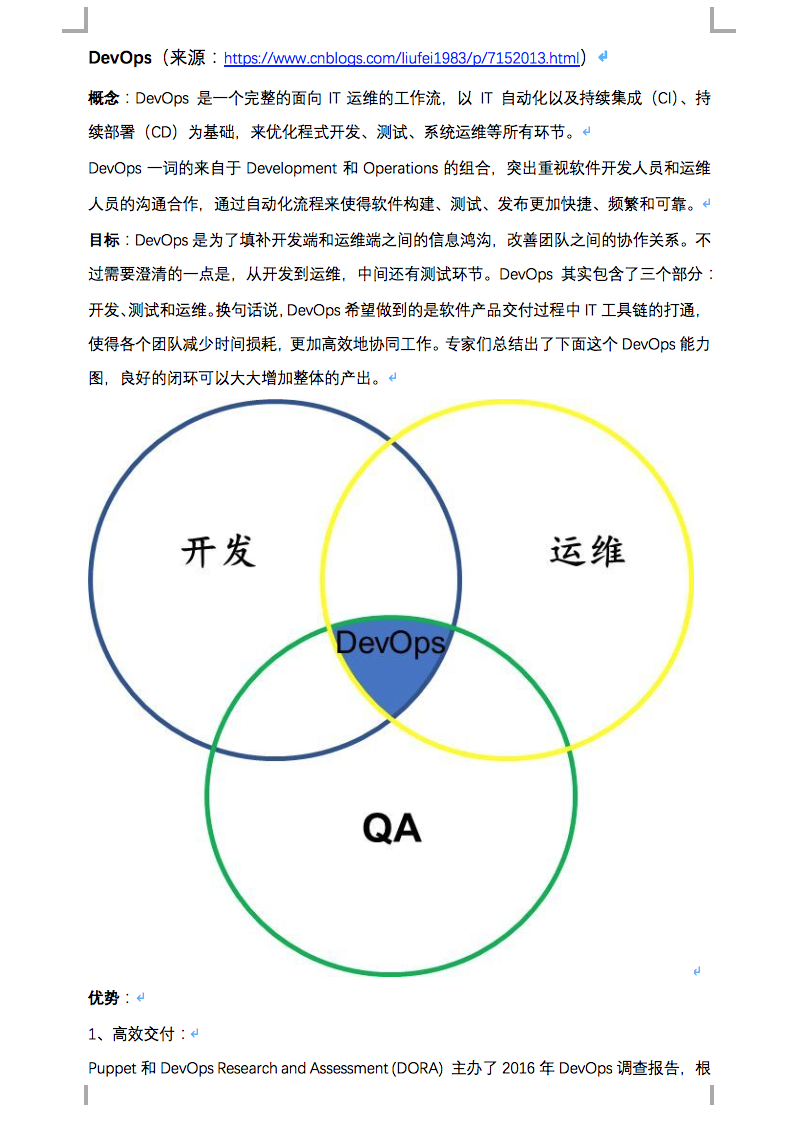 DevOps（来源：https://www.cnblogs.com/liufei1983/p/7152013.html）
概念：DevOps 是一个完整的面向 IT 运维的工作流，以 IT 自动化以及持续集成（CI）、持
续部署（CD）为基础，来优化程式开发、测试、系统运维等所有环节。
DevOps 一词的来自于 Development 和 Operations 的组合，突出重视软件开发人员和运维
人员的沟通合作，通过自动化流程来使得软件构建、测试、发布更加快捷、频繁和可靠。
目标：DevOps 是为了填补开发端和运维端之间的信息鸿沟，改善团队之间的协作关系。不
过需要澄清的一点是，从开发到运维，中间还有测试环节。DevOps 其实包含了三个部分：
开发、测试和运维。换句话说，DevOps 希望做到的是软件产品交付过程中 IT 工具链的打通，
使得各个团队减少时间损耗，更加高效地协同工作。专家们总结出了下面这个 DevOps 能力
图，良好的闭环可以大大增加整体的产出。
开发
运维
DevOps
QA
优势：
1、高效交付：
Puppet 和 DevOps Research and Assessment (DORA) 主办了 2016 年 DevOps 调查报告，根